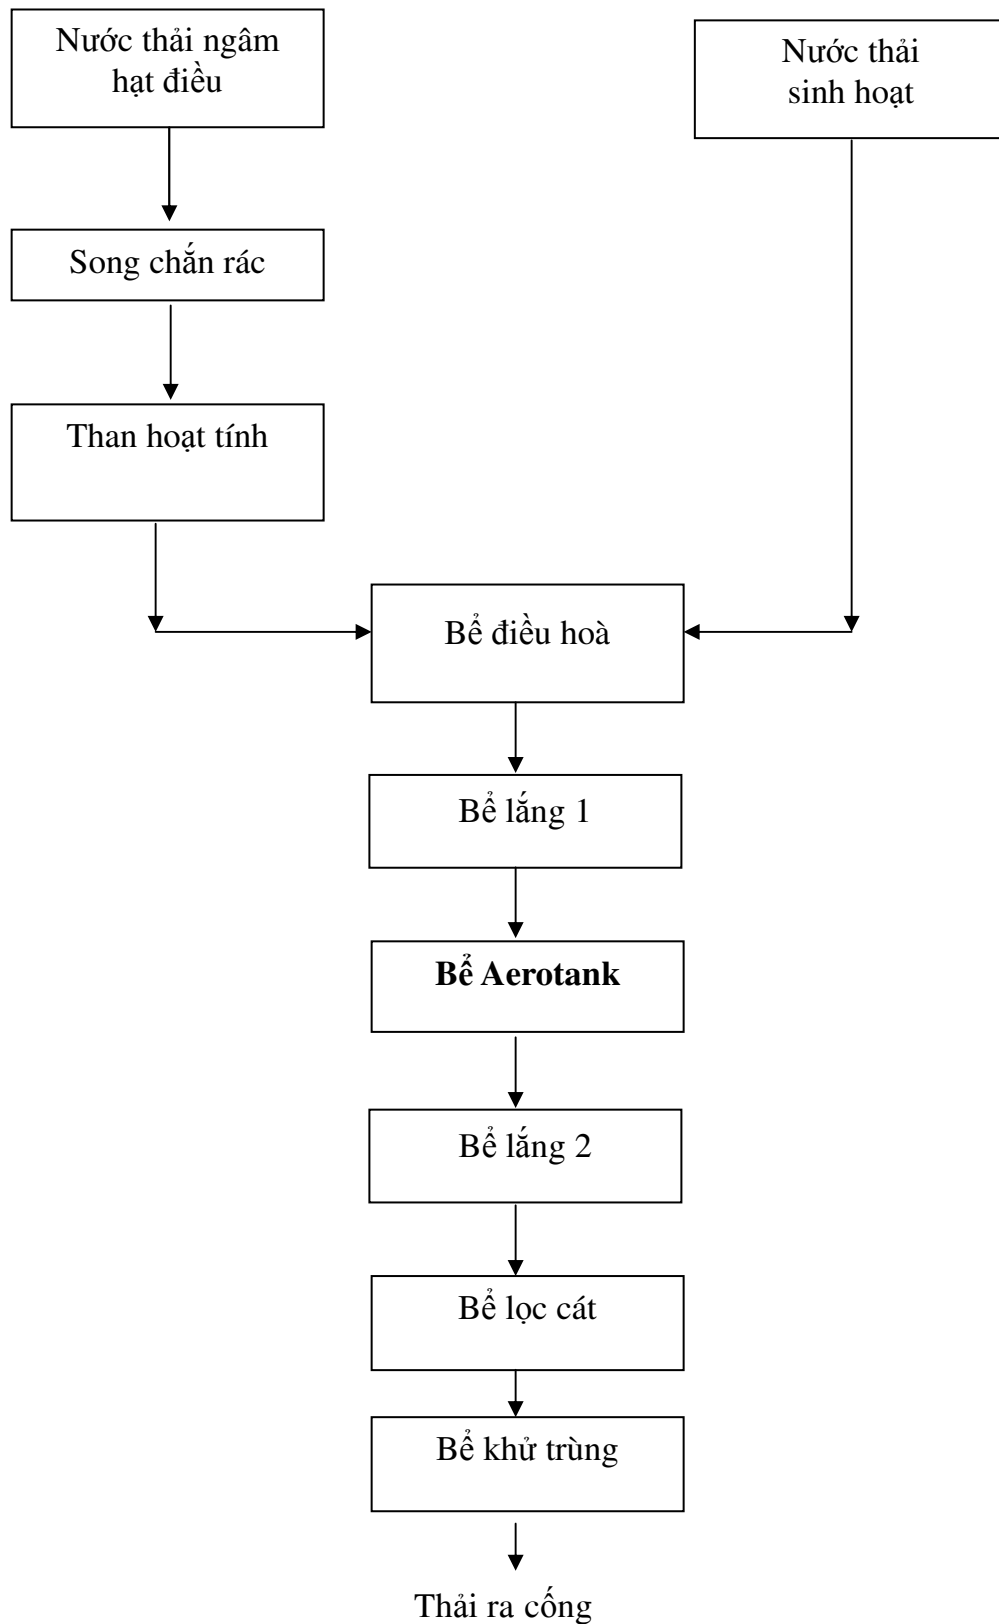 Nước thải ngâm
hạt điều
Nước thải
sinh hoạt
Song chắn rác
Than hoạt tính
Bể điều hoà
Bể lắng 1
Bể Aerotank
Bể lắng 2
Bể lọc cát
Bể khử trùng
Thải ra cống